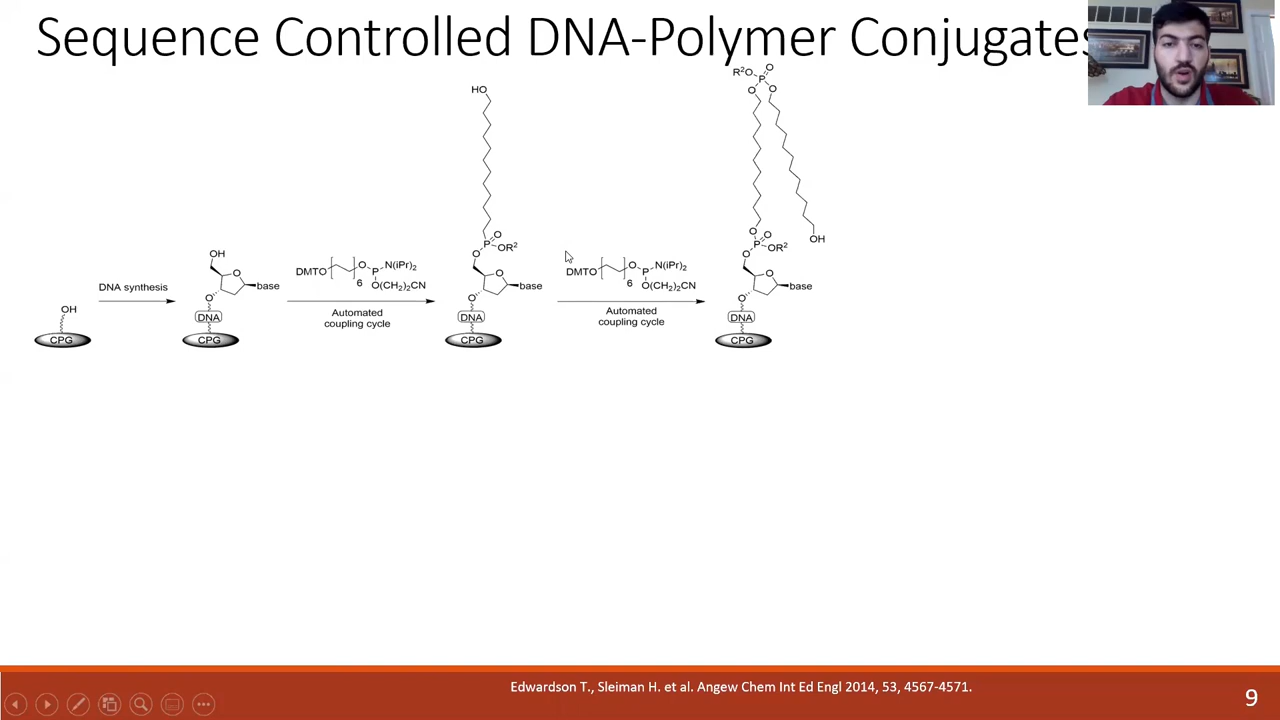 Sequence Controlled DNA-Polymer Conjugates
OH
CPG
DNA synthesis
OH
O
base
O
DNA
CPG
DMTO
6
O
P
N(iPr)₂
O(CH₂)₂CN
Automated
coupling cycle
HO
O
P
O
OR²
O
base
O
DNA
CPG
DMTO
6
O
P
N(iPr)₂
O(CH₂)₂CN
Automated
coupling cycle
R²O
O
P
O
O
OH
O
P
O
OR²
O
O
base
O
DNA
CPG
Edwardson T., Sleiman H. et al. Angew Chem Int Ed Engl 2014, 53, 4567-4571.
9